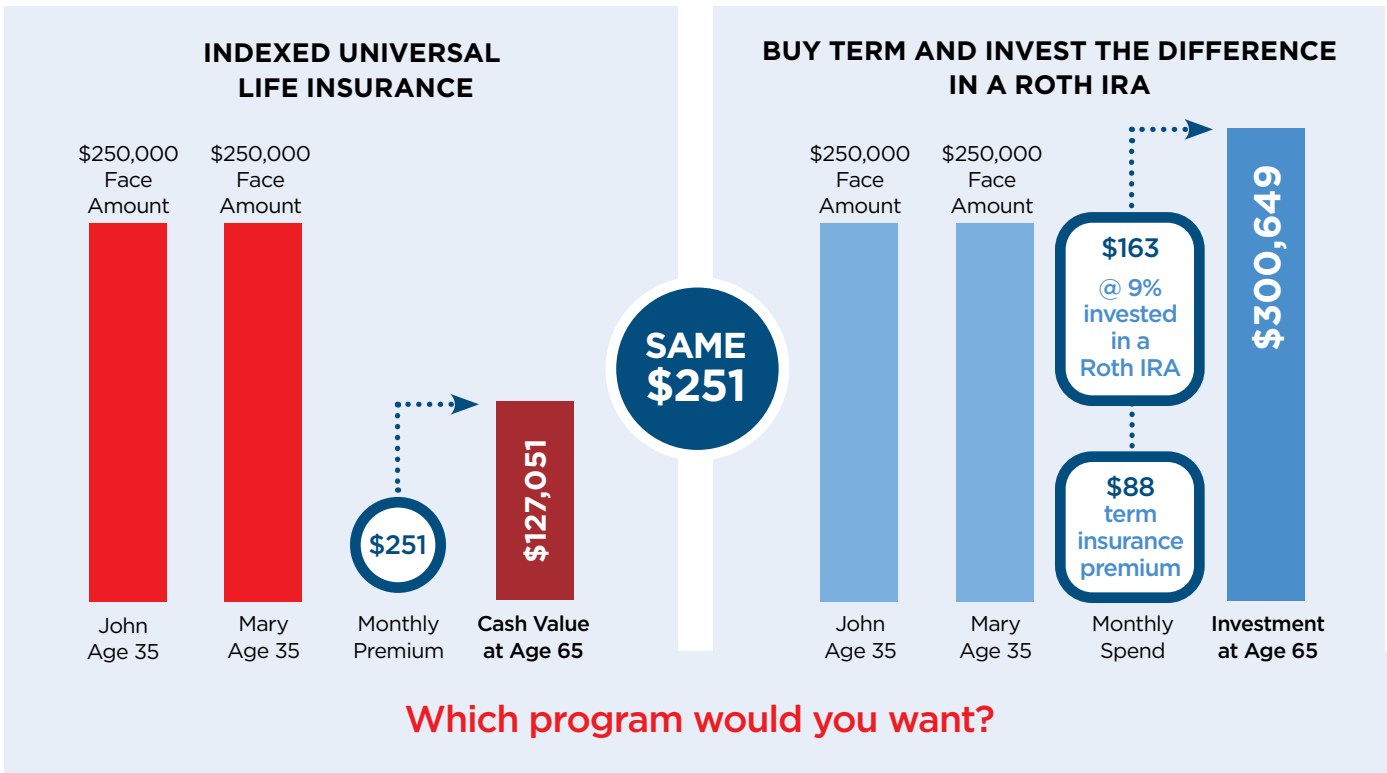 INDEXED UNIVERSAL
LIFE INSURANCE
$250,000
Face
Amount
$250,000
Face
Amount
$251
$127,051
John
Age 35
Mary
Age 35
Monthly
Premium
Cash Value
at Age 65
SAME
$251
BUY TERM AND INVEST THE DIFFERENCE
IN A ROTH IRA
$250,000
Face
Amount
$250,000
Face
Amount
$163
@ 9%
invested
in a
Roth IRA
$88
term
insurance
premium
$300,649
John
Age 35
Mary
Age 35
Monthly
Spend
Investment
at Age 65
Which program would you want?